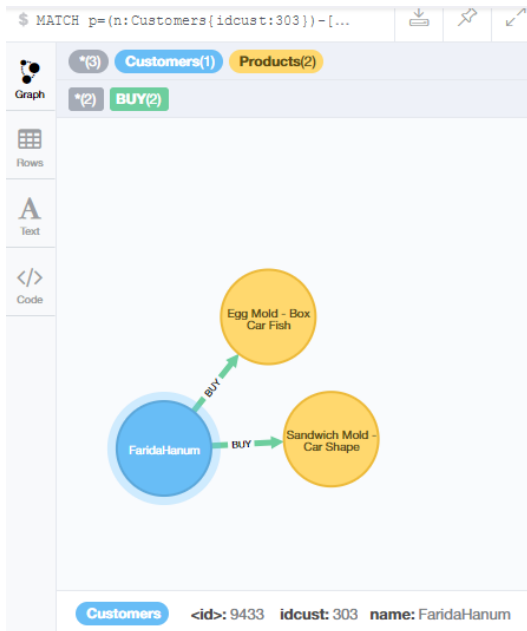 $ MATCH p=(n:Customers{idcust:303})-[...
*(3) Customers(1) Products(2)
*(2) BUY(2)
Graph
Rows
A
Text
</>
Code
Egg Mold - Box
Car Fish
BUY
FaridaHanum
BUY
Sandwich Mold -
Car Shape
Customers <id>: 9433 idcust: 303 name: FaridaHanum